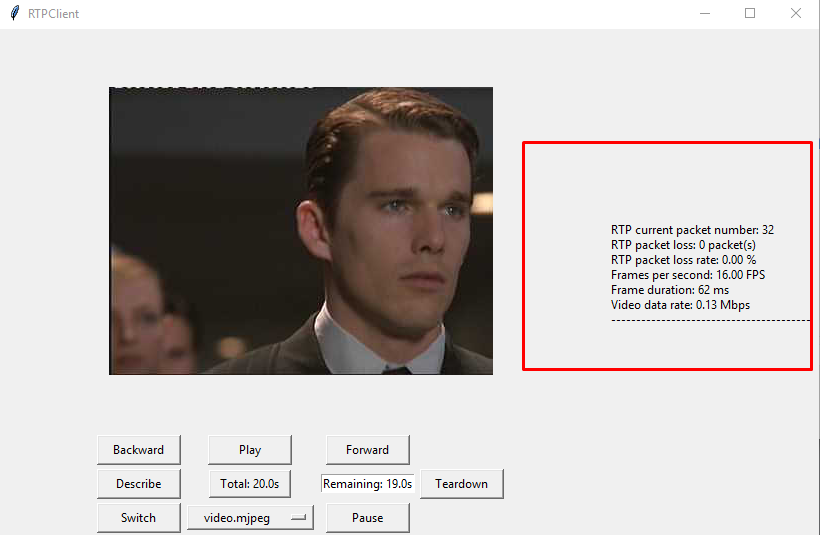 RTPClient
RTP current packet number: 32
RTP packet loss: 0 packet(s)
RTP packet loss rate: 0.00 %
Frames per second: 16.00 FPS
Frame duration: 62 ms
Video data rate: 0.13 Mbps
----------------------------------------
Backward Play Forward
Describe Total: 20.0s Remaining: 19.0s Teardown
Switch video.mjpeg Pause